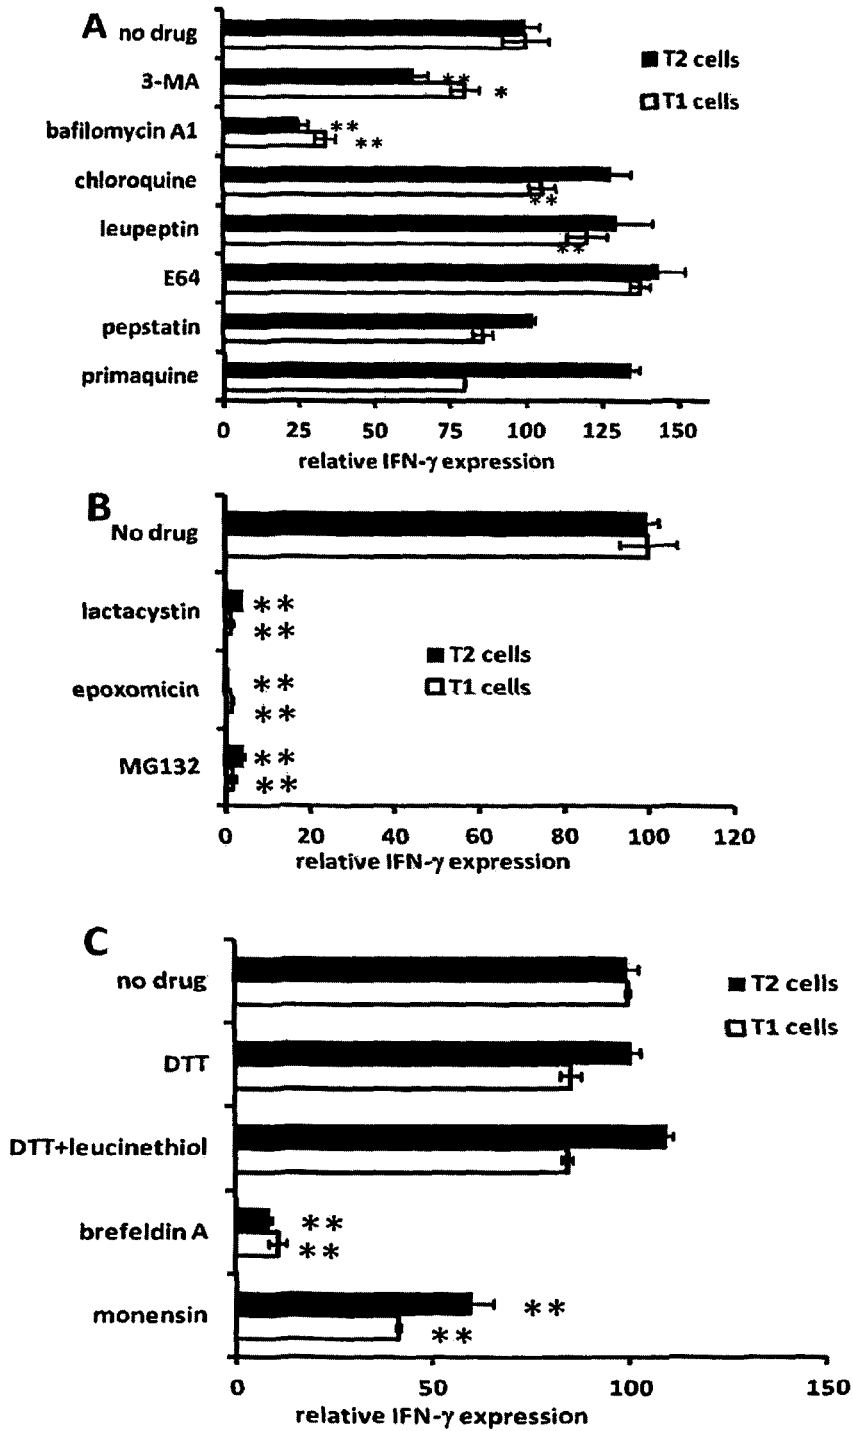 A
no drug
T2 cells
3-MA
**
*
T1 cells
bafilomycin A1
**
**
chloroquine
**
leupeptin
**
E64
pepstatin
primaquine
0 25 50 75 100 125 150
relative IFN-γ expression
B
No drug
lactacystin
**
**
T2 cells
epoxomicin
**
T1 cells
**
MG132
**
**
0 20 40 60 80 100 120
relative IFN-γ expression
C
no drug
T2 cells
T1 cells
DTT
DTT+leucinethiol
brefeldin A
**
**
monensin
**
**
0 50 100 150
relative IFN-γ expression